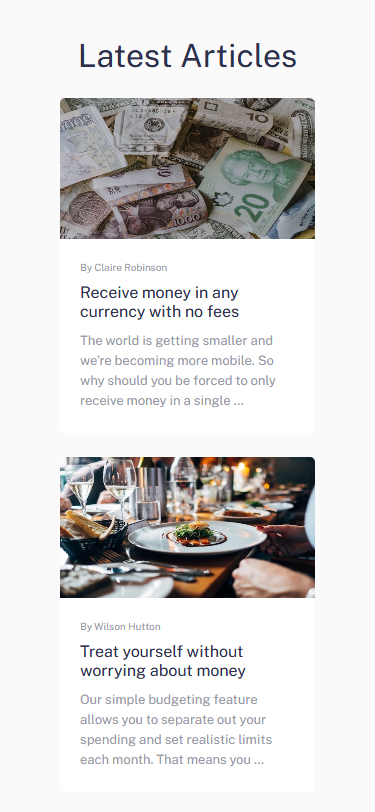 Latest Articles
10
20
1000
By Claire Robinson
Receive money in any
currency with no fees
The world is getting smaller and
we're becoming more mobile. So
why should you be forced to only
receive money in a single …
By Wilson Hutton
Treat yourself without
worrying about money
Our simple budgeting feature
allows you to separate out your
spending and set realistic limits
each month. That means you …